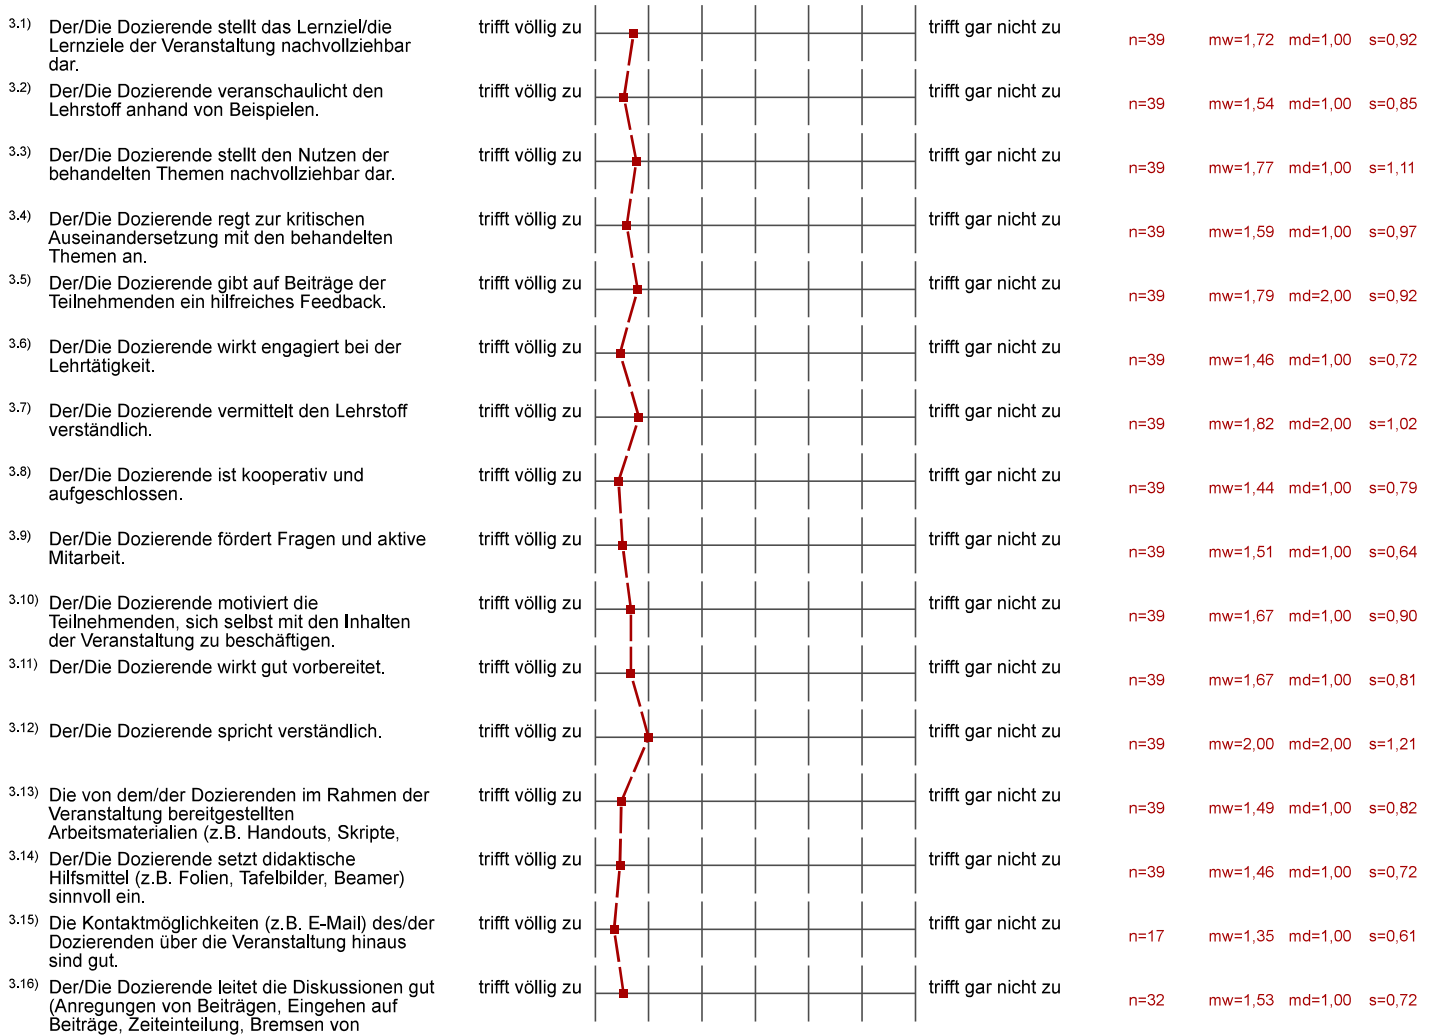 3.1) Der/Die Dozierende stellt das Lernziel/die
Lernziele der Veranstaltung nachvollziehbar
dar.
trifft völlig zu
trifft gar nicht zu
n=39 mw=1,72 md=1,00 s=0,92
3.2) Der/Die Dozierende veranschaulicht den
Lehrstoff anhand von Beispielen.
trifft völlig zu
trifft gar nicht zu
n=39 mw=1,54 md=1,00 s=0,85
3.3) Der/Die Dozierende stellt den Nutzen der
behandelten Themen nachvollziehbar dar.
trifft völlig zu
trifft gar nicht zu
n=39 mw=1,77 md=1,00 s=1,11
3.4) Der/Die Dozierende regt zur kritischen
Auseinandersetzung mit den behandelten
Themen an.
trifft völlig zu
trifft gar nicht zu
n=39 mw=1,59 md=1,00 s=0,97
3.5) Der/Die Dozierende gibt auf Beiträge der
Teilnehmenden ein hilfreiches Feedback.
trifft völlig zu
trifft gar nicht zu
n=39 mw=1,79 md=2,00 s=0,92
3.6) Der/Die Dozierende wirkt engagiert bei der
Lehrtätigkeit.
trifft völlig zu
trifft gar nicht zu
n=39 mw=1,46 md=1,00 s=0,72
3.7) Der/Die Dozierende vermittelt den Lehrstoff
verständlich.
trifft völlig zu
trifft gar nicht zu
n=39 mw=1,82 md=2,00 s=1,02
3.8) Der/Die Dozierende ist kooperativ und
aufgeschlossen.
trifft völlig zu
trifft gar nicht zu
n=39 mw=1,44 md=1,00 s=0,79
3.9) Der/Die Dozierende fördert Fragen und aktive
Mitarbeit.
trifft völlig zu
trifft gar nicht zu
n=39 mw=1,51 md=1,00 s=0,64
3.10) Der/Die Dozierende motiviert die
Teilnehmenden, sich selbst mit den Inhalten
der Veranstaltung zu beschäftigen.
trifft völlig zu
trifft gar nicht zu
n=39 mw=1,67 md=1,00 s=0,90
3.11) Der/Die Dozierende wirkt gut vorbereitet.
trifft völlig zu
trifft gar nicht zu
n=39 mw=1,67 md=1,00 s=0,81
3.12) Der/Die Dozierende spricht verständlich.
trifft völlig zu
trifft gar nicht zu
n=39 mw=2,00 md=2,00 s=1,21
3.13) Die von dem/der Dozierenden im Rahmen der
Veranstaltung bereitgestellten
Arbeitsmaterialien (z.B. Handouts, Skripte,
trifft völlig zu
trifft gar nicht zu
n=39 mw=1,49 md=1,00 s=0,82
3.14) Der/Die Dozierende setzt didaktische
Hilfsmittel (z.B. Folien, Tafelbilder, Beamer)
sinnvoll ein.
trifft völlig zu
trifft gar nicht zu
n=39 mw=1,46 md=1,00 s=0,72
3.15) Die Kontaktmöglichkeiten (z.B. E-Mail) des/der
Dozierenden über die Veranstaltung hinaus
sind gut.
trifft völlig zu
trifft gar nicht zu
n=17 mw=1,35 md=1,00 s=0,61
3.16) Der/Die Dozierende leitet die Diskussionen gut
(Anregungen von Beiträgen, Eingehen auf
Beiträge, Zeiteinteilung, Bremsen von
trifft völlig zu
trifft gar nicht zu
n=32 mw=1,53 md=1,00 s=0,72